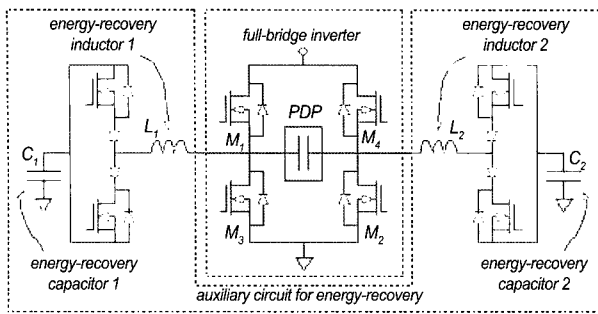 energy-recovery
inductor 1
full-bridge inverter
energy-recovery
inductor 2
PDP
L1
M1
M4
L2
C1
C2
M3
M2
energy-recovery
capacitor 1
auxiliary circuit for energy-recovery
energy-recovery
capacitor 2